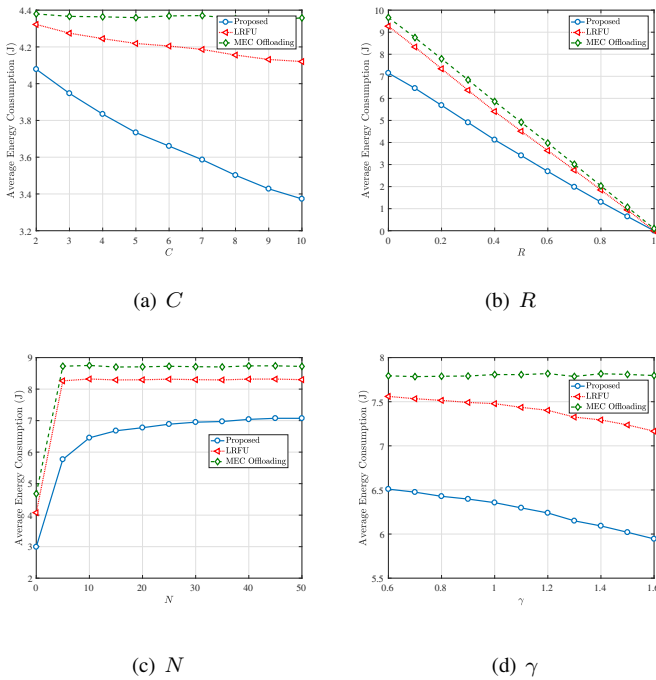 4.4
4.2
4
3.8
3.6
3.4
3.2
Average Energy Consumption (J)
Proposed
LRFU
MEC Offloading
2 3 4 5 6 7 8 9 10
C
(a) C
10
9
8
7
6
5
4
3
2
1
0
Average Energy Consumption (J)
Proposed
LRFU
MEC Offloading
0 0.2 0.4 0.6 0.8 1
R
(b) R
9
8
7
6
5
4
3
2
Average Energy Consumption (J)
Proposed
LRFU
MEC Offloading
0 10 20 30 40 50
N
(c) N
8
7.5
7
6.5
6
5.5
Average Energy Consumption (J)
Proposed
LRFU
MEC Offloading
0.6 0.8 1 1.2 1.4 1.6
γ
(d) γ